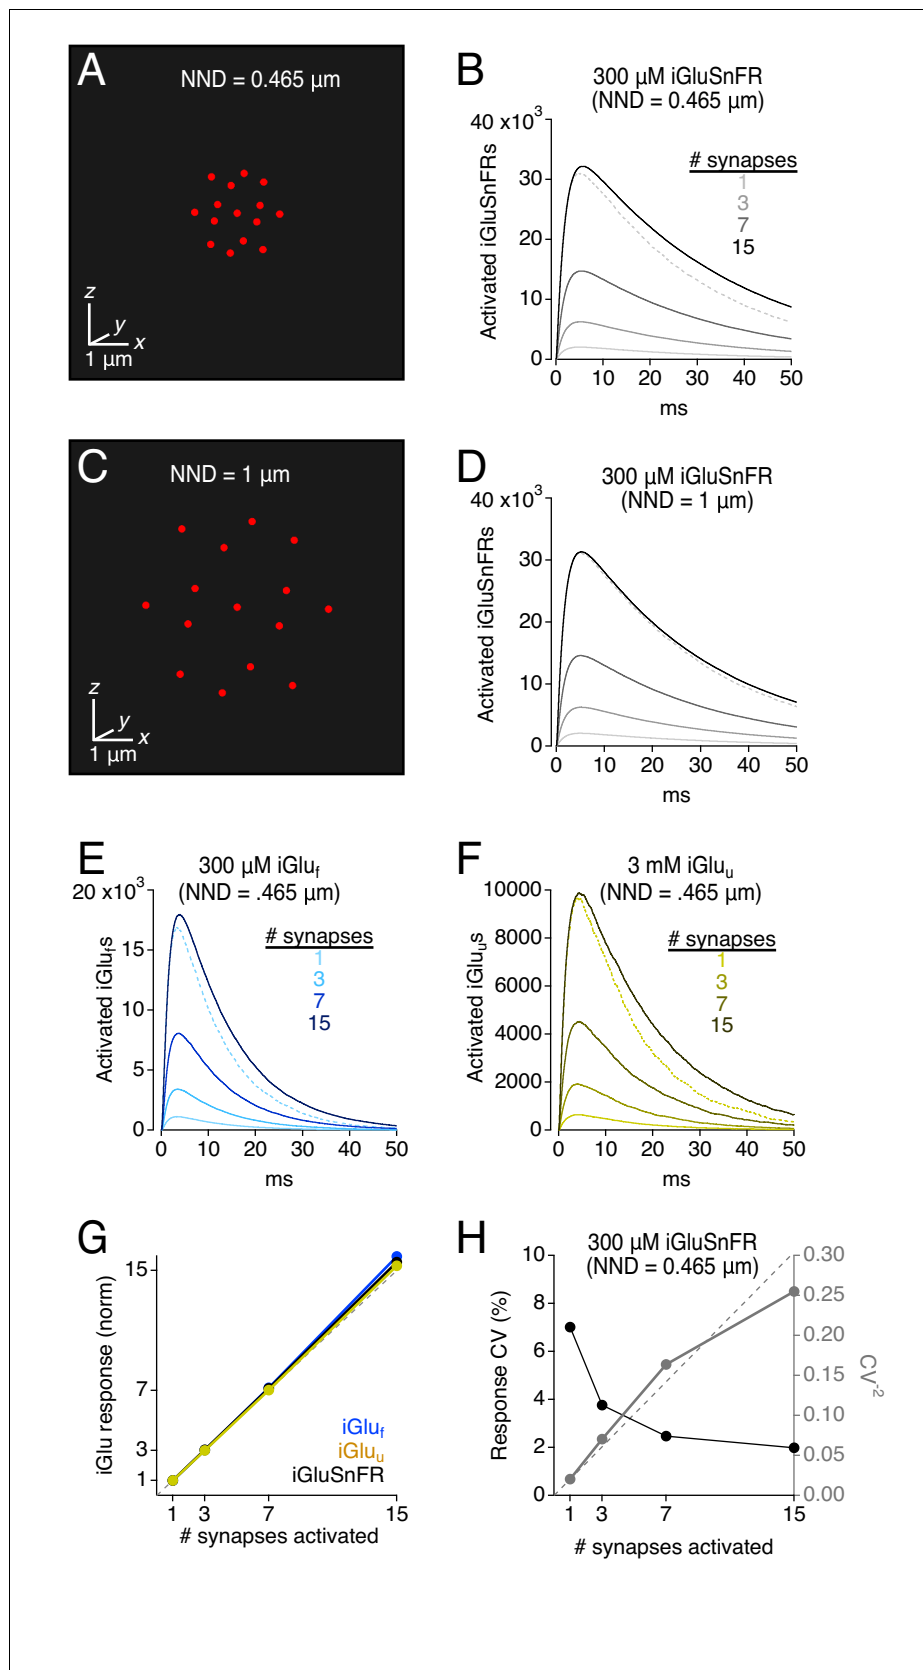 A
NND = 0.465 µm
z
y
x
1 µm
B
300 µM iGluSnFR
(NND = 0.465 µm)
40 x10³
30
20
10
0
Activated iGluSnFRs
# synapses
1
3
7
15
0 10 20 30 40 50
ms
C
NND = 1 µm
z
y
x
1 µm
D
300 µM iGluSnFR
(NND = 1 µm)
40 x10³
30
20
10
0
Activated iGluSnFRs
0 10 20 30 40 50
ms
E
300 µM iGluf
(NND = .465 µm)
20 x10³
15
10
5
0
Activated iGlufs
# synapses
1
3
7
15
0 10 20 30 40 50
ms
F
3 mM iGluu
(NND = .465 µm)
10000
8000
6000
4000
2000
0
Activated iGluus
# synapses
1
3
7
15
0 10 20 30 40 50
ms
G
15
7
3
1
iGlu response (norm)
iGluf
iGluu
iGluSnFR
1 3 7 15
# synapses activated
H
300 µM iGluSnFR
(NND = 0.465 µm)
10
8
6
4
2
0
Response CV (%)
0.30
0.25
0.20
0.15
0.10
0.05
0.00
CV⁻²
1 3 7 15
# synapses activated